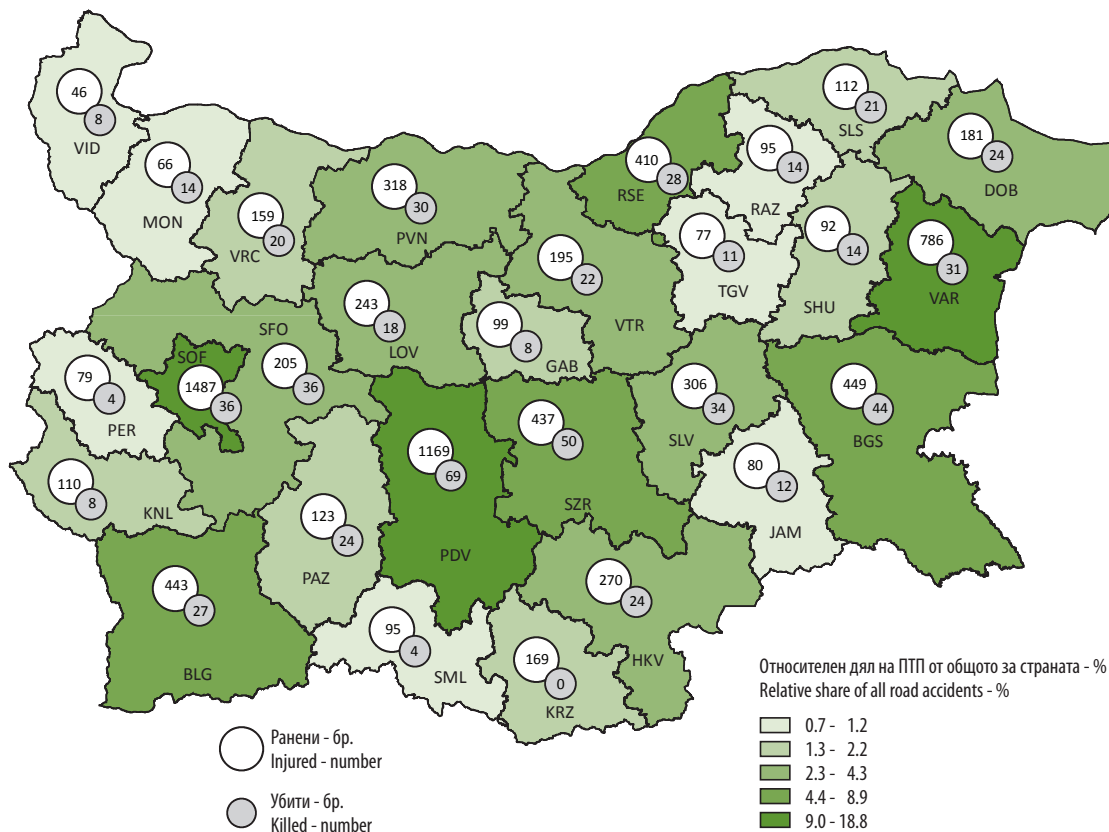 46
8
VID
66
14
MON
159
20
VRC
318
30
PVN
410
28
RSE
95
14
RAZ
112
21
SLS
181
24
DOB
77
11
TGV
92
14
SHU
786
31
VAR
195
22
VTR
243
18
LOV
99
8
GAB
SFO
205
36
SOF
1487
36
79
4
PER
110
8
KNL
1169
69
PDV
437
50
SZR
306
34
SLV
449
44
BGS
80
12
JAM
123
24
PAZ
443
27
BLG
95
4
SML
169
0
KRZ
270
24
HKV
Ранени - бр.
Injured - number
Убити - бр.
Killed - number
Относителен дял на ПТП от общото за страната - %
Relative share of all road accidents - %
0.7 - 1.2
1.3 - 2.2
2.3 - 4.3
4.4 - 8.9
9.0 - 18.8